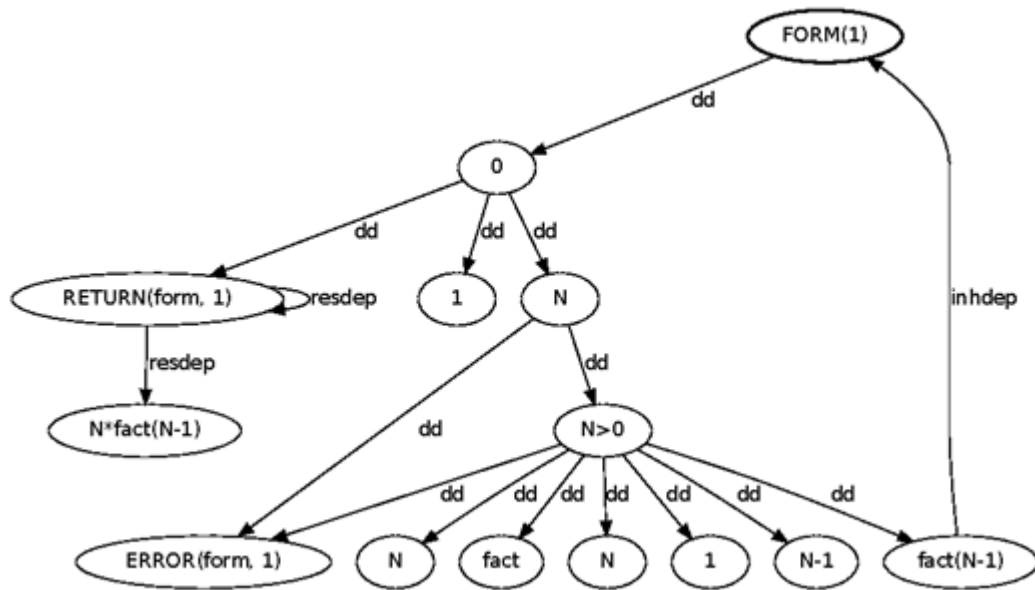 FORM(1)
dd
0
dd
dd
dd
RETURN(form, 1)
resdep
1
N
inhdep
resdep
dd
N*fact(N-1)
dd
N>0
dd
dd
dd
dd
dd
dd
dd
ERROR(form, 1)
N
fact
N
1
N-1
fact(N-1)